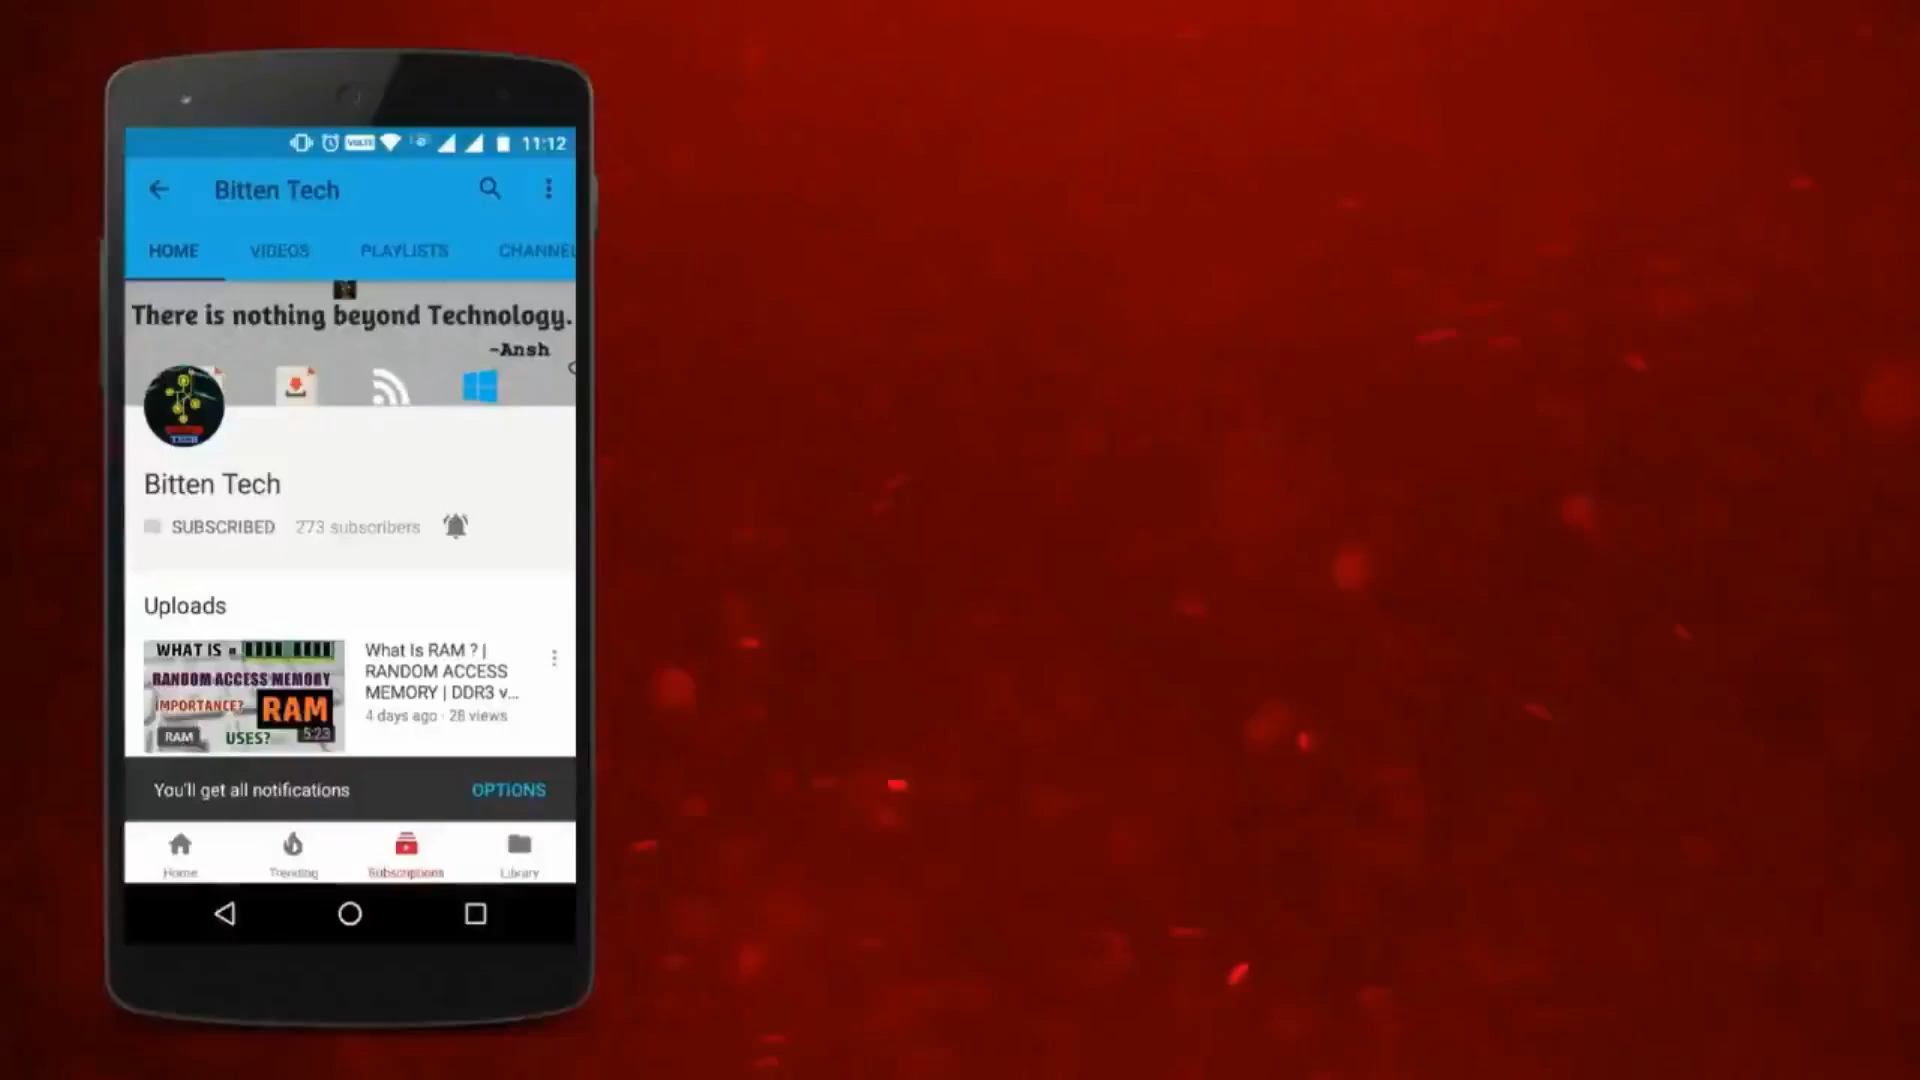 VOLTE 11:12
Bitten Tech
HOME VIDEOS PLAYLISTS CHANNEL
There is nothing beyond Technology.
-Ansh
TECH
Bitten Tech
SUBSCRIBED 273 subscribers
Uploads
WHAT IS
RANDOM ACCESS MEMORY
IMPORTANCE? RAM
RAM USES? 5:23
What Is RAM ? |
RANDOM ACCESS
MEMORY | DDR3 v...
4 days ago · 28 views
You'll get all notifications OPTIONS
Home Trending Subscriptions Library